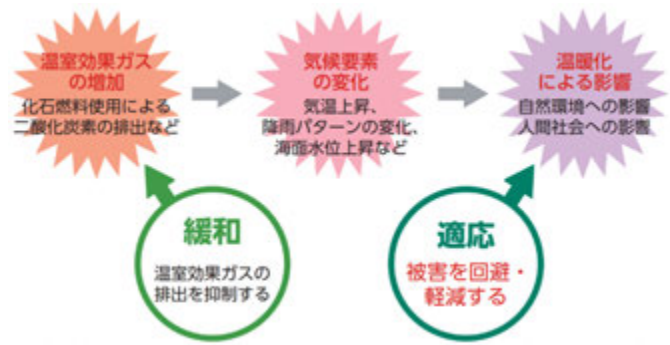 温室効果ガス
の増加
化石燃料使用による
二酸化炭素の排出など
気候要素
の変化
気温上昇、
降雨パターンの変化、
海面水位上昇など
温暖化
による影響
自然環境への影響
人間社会への影響
緩和
温室効果ガスの
排出を抑制する
適応
被害を回避・
軽減する